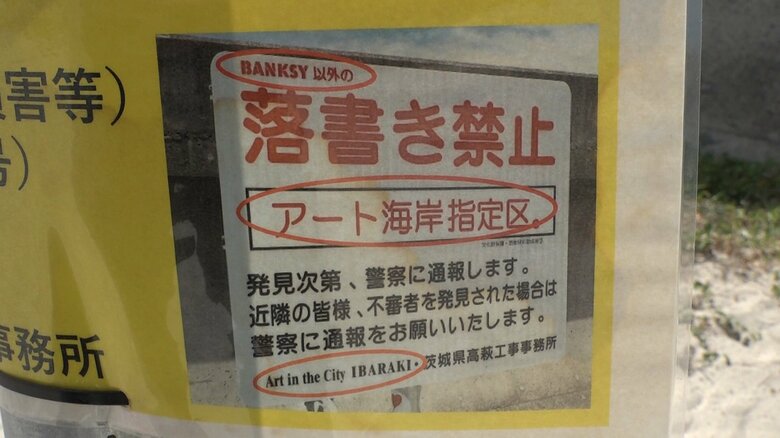 害等）
号）
事務所
BANKSY 以外の
落書き禁止
アート海岸指定区。
発見次第、警察に通報します。
近隣の皆様、不審者を発見された場合は
警察に通報をお願いいたします。
Art in the City IBARAKI・茨城県高萩工事事務所